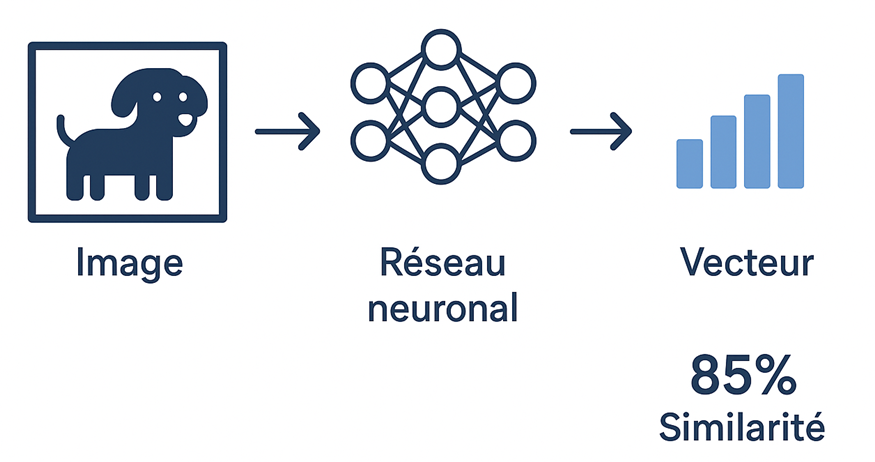 Image
Réseau
neuronal
Vecteur
85%
Similarité